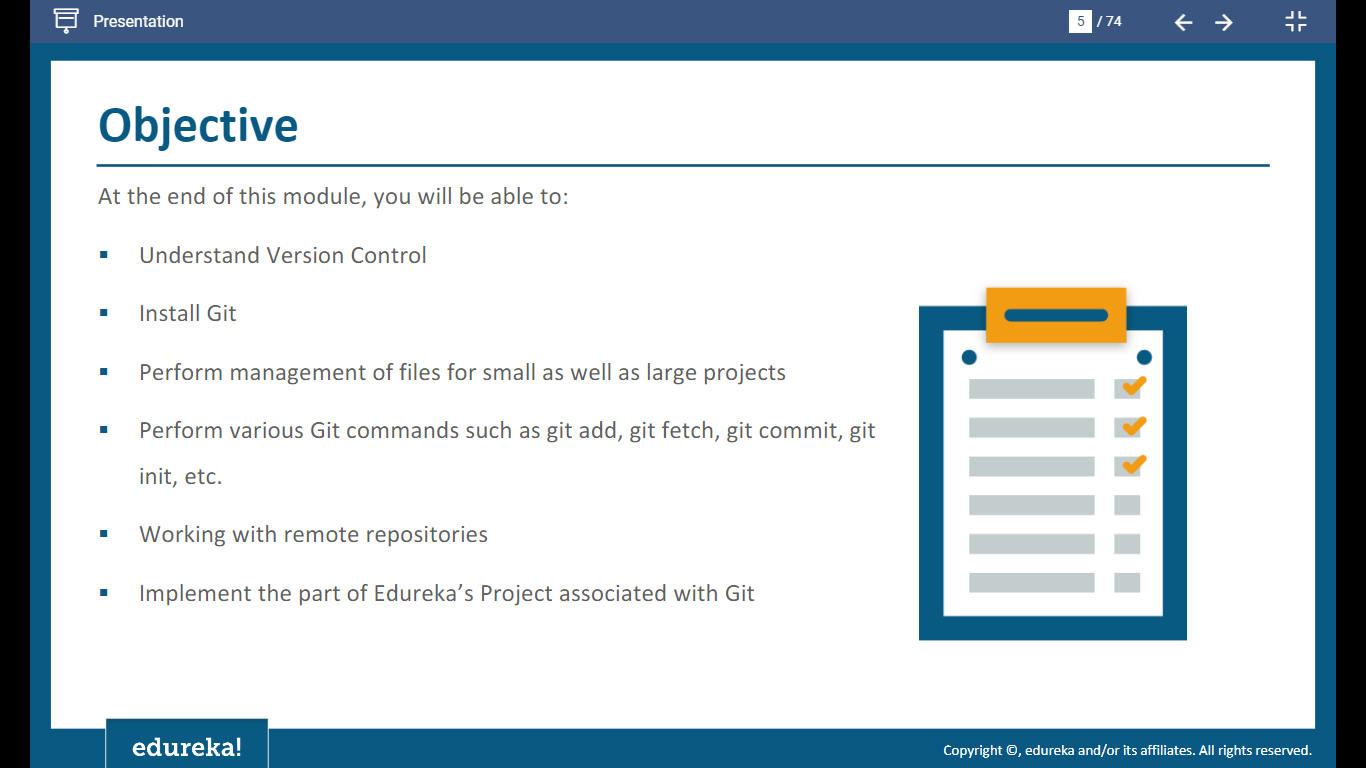 Presentation
5 / 74
Objective
At the end of this module, you will be able to:
▪ Understand Version Control
▪ Install Git
▪ Perform management of files for small as well as large projects
▪ Perform various Git commands such as git add, git fetch, git commit, git
init, etc.
▪ Working with remote repositories
▪ Implement the part of Edureka’s Project associated with Git
edureka!
Copyright ©, edureka and/or its affiliates. All rights reserved.